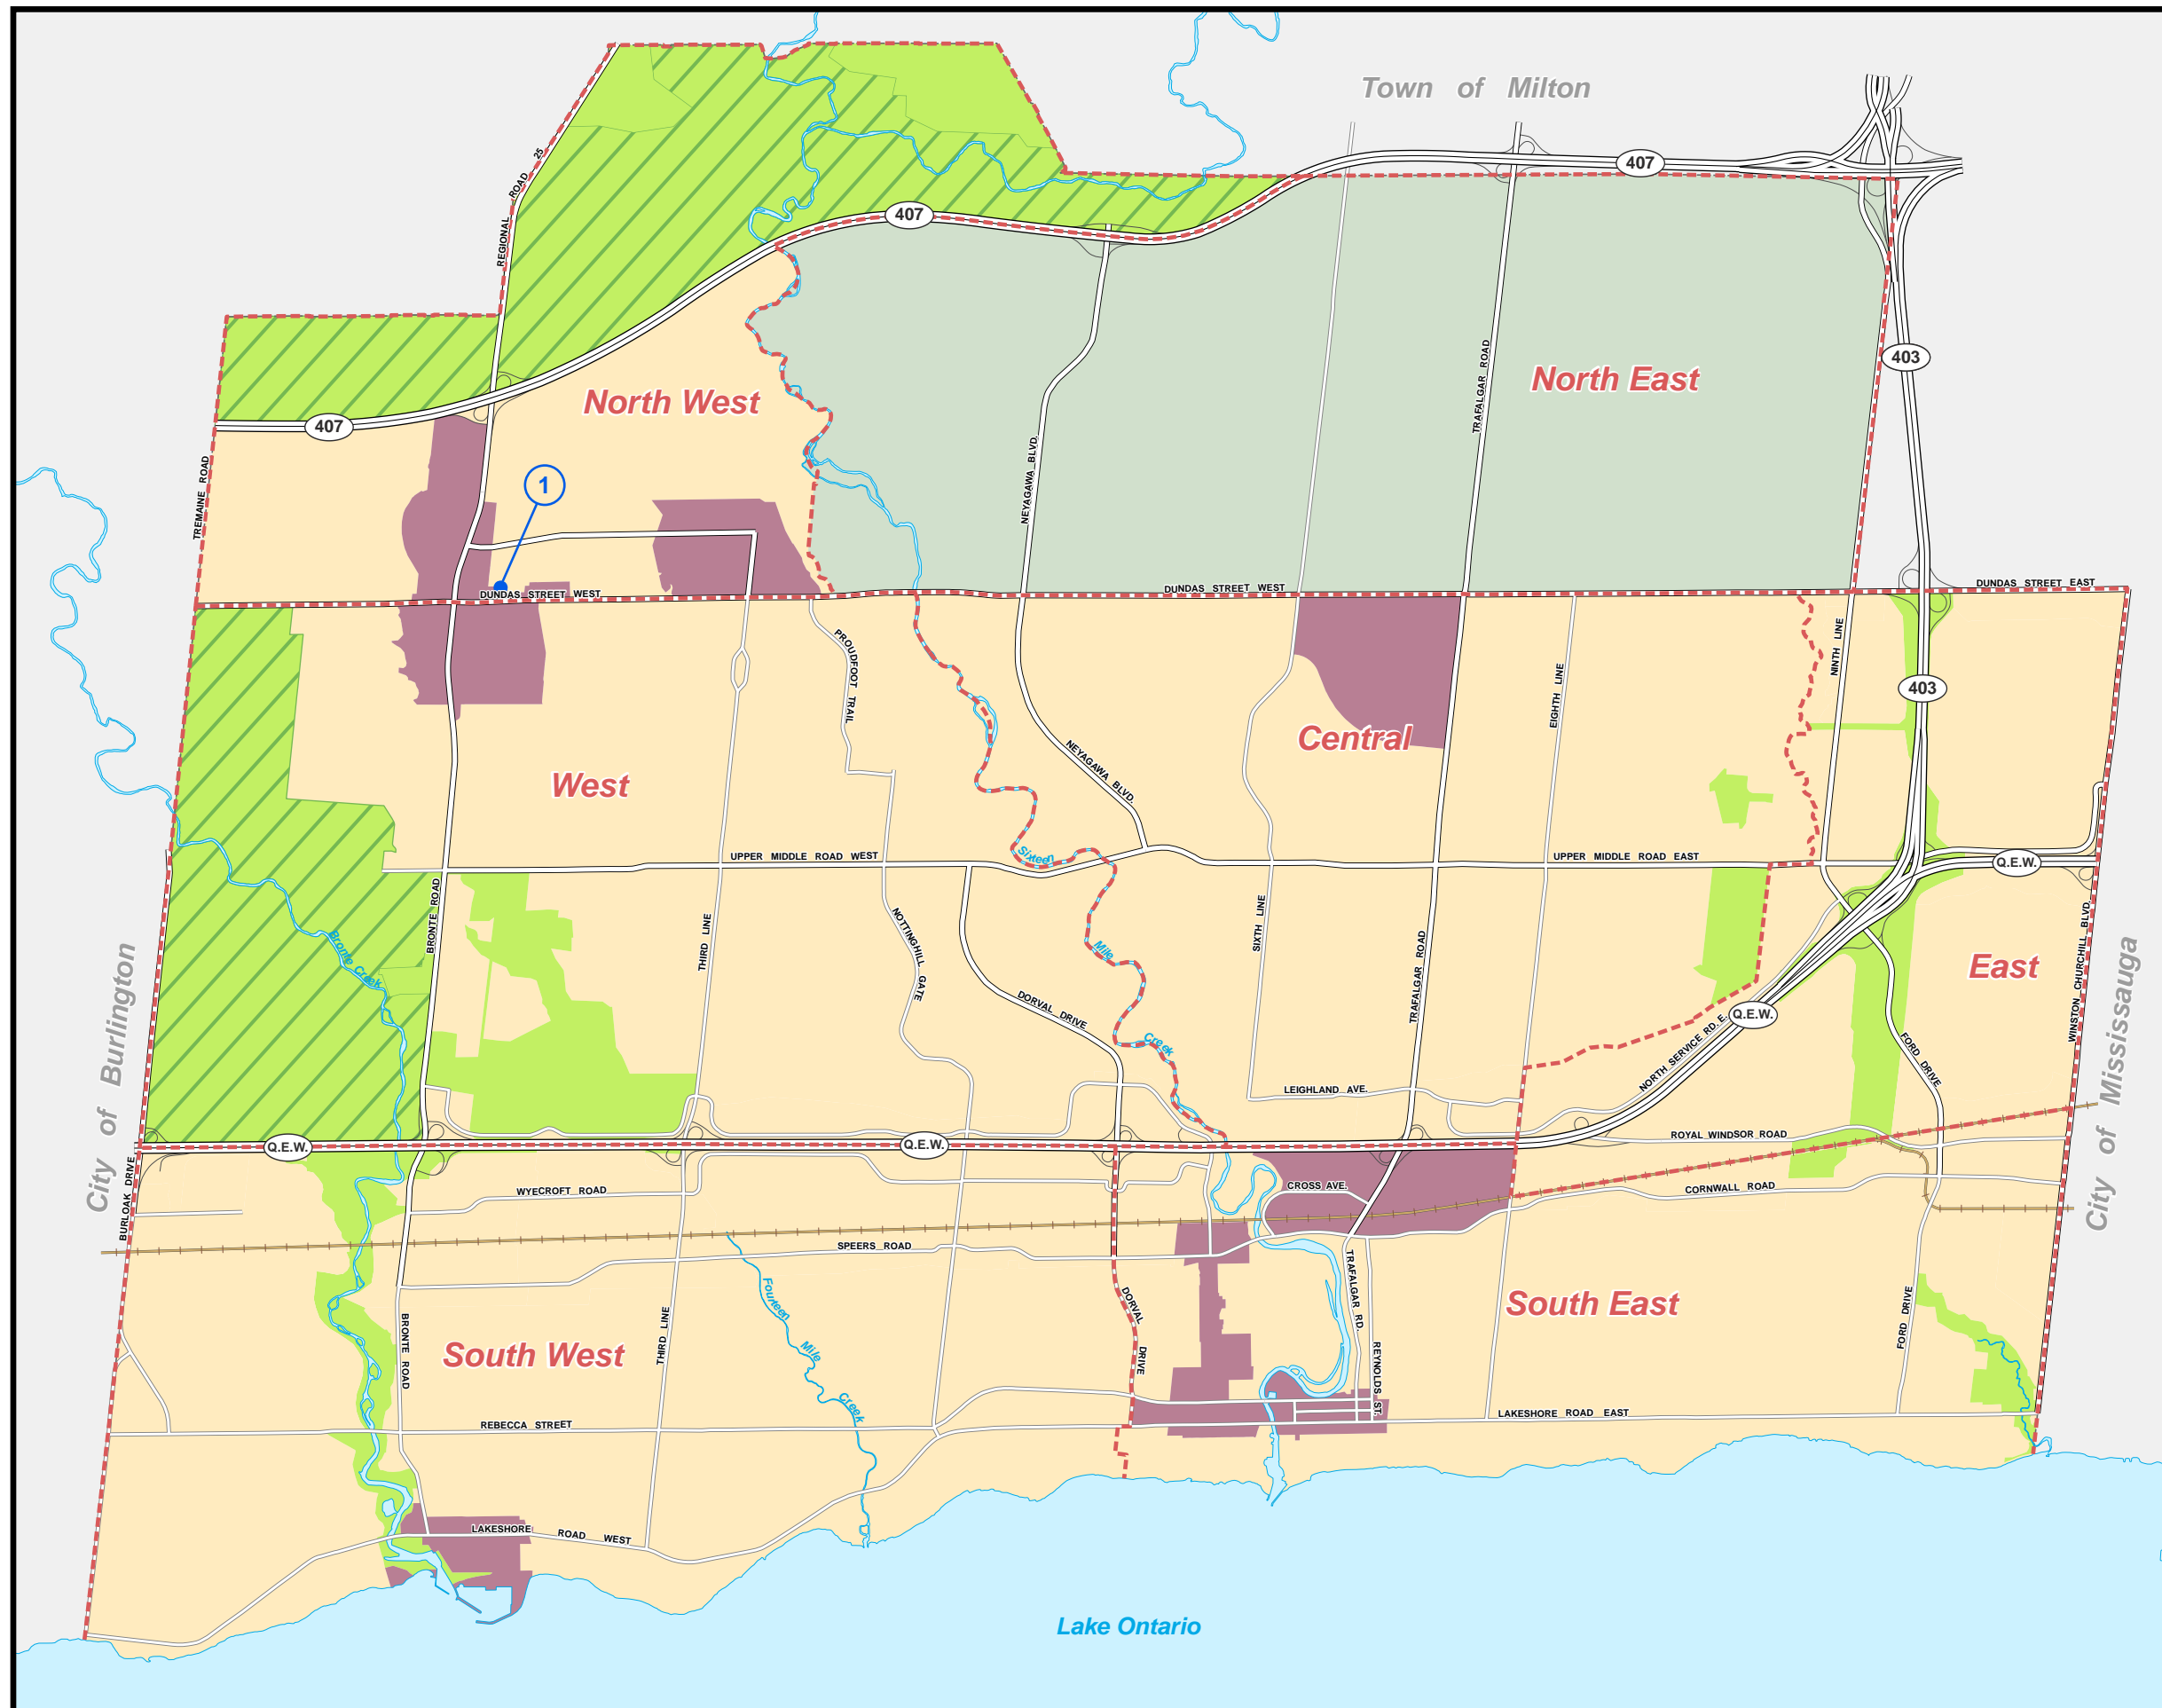 Town of Milton
407
407
REGIONAL ROAD 25
403
TRAFALGAR ROAD
North East
North West
407
NEYAGAWA BLVD.
TREMAINE ROAD
1
DUNDAS STREET EAST
DUNDAS STREET WEST
DUNDAS STREET WEST
PROUDFOOT TRAIL
NINTH LINE
EIGHTH LINE
403
Central
NEYAGAWA BLVD.
West
UPPER MIDDLE ROAD WEST
Sixteen
UPPER MIDDLE ROAD EAST
Q.E.W.
BRONTE ROAD
THIRD LINE
NOTTINGHILL GATE
SIXTH LINE
Bronte Creek
Mile
TRAFALGAR ROAD
East
WINSTON CHURCHILL BLVD.
City of Burlington
City of Mississauga
DORVAL DRIVE
Q.E.W.
Creek
NORTH SERVICE RD. E.
FORD DRIVE
LEIGHLAND AVE.
ROYAL WINDSOR ROAD
Q.E.W.
Q.E.W.
BURLOAK DRIVE
WYECROFT ROAD
CROSS AVE.
CORNWALL ROAD
SPEERS ROAD
TRAFALGAR RD.
Fourteen
DORVAL DRIVE
South East
FORD DRIVE
BRONTE ROAD
THIRD LINE
Mile
South West
REYNOLDS ST.
Creek
REBECCA STREET
LAKESHORE ROAD EAST
LAKESHORE ROAD WEST
Lake Ontario